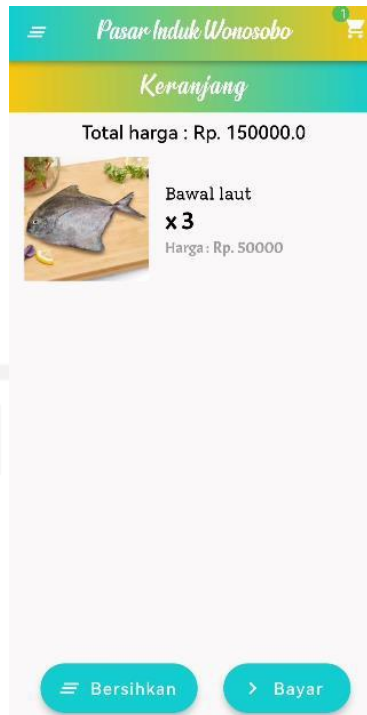 1
Pasar Induk Wonosobo
Keranjang
Total harga : Rp. 150000.0
Bawal laut
x 3
Harga : Rp. 50000
Bersihkan
Bayar